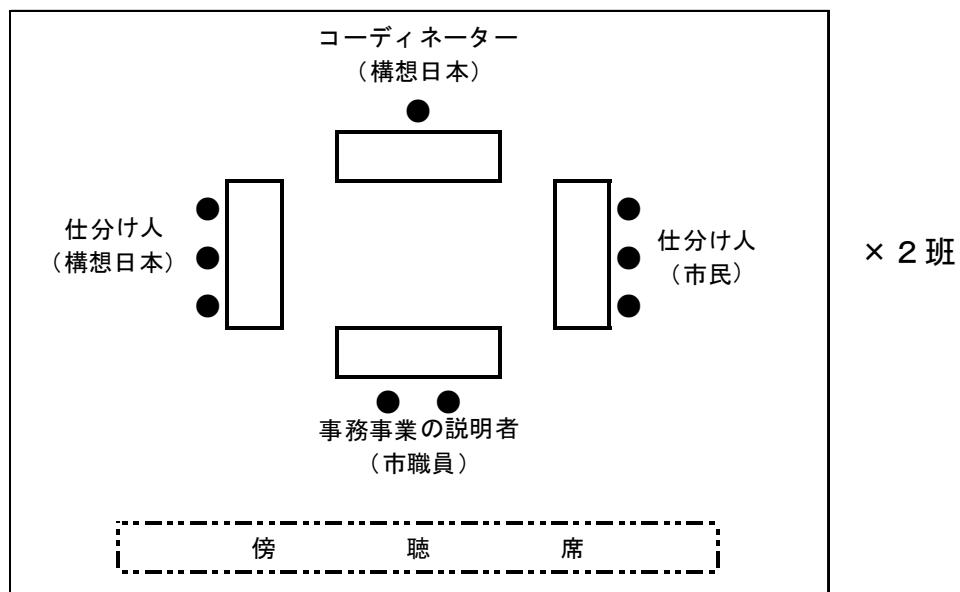 コーディネーター
（構想日本）
仕分け人
（構想日本）
仕分け人
（市民）
×２班
事務事業の説明者
（市職員）
傍聴席